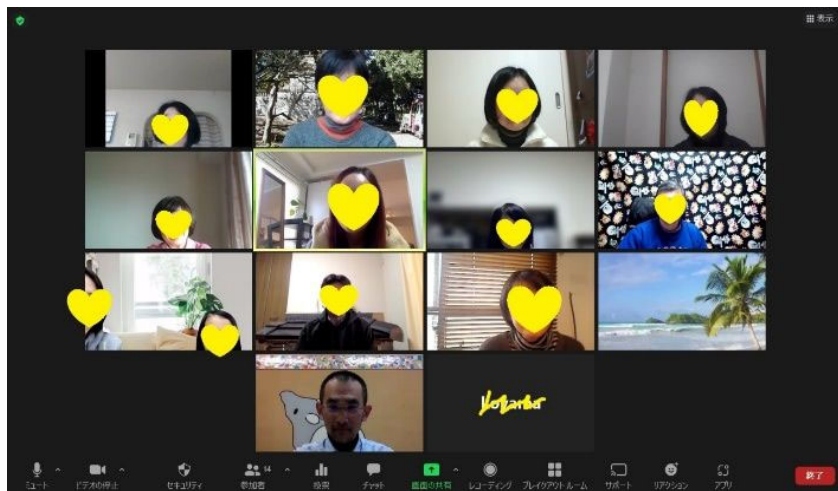 表示
ミュート
ビデオの停止
セキュリティ
参加者
14
投票
チャット
画面の共有
レコーディング
ブレイクアウト ルーム
サポート
リアクション
アプリ
終了